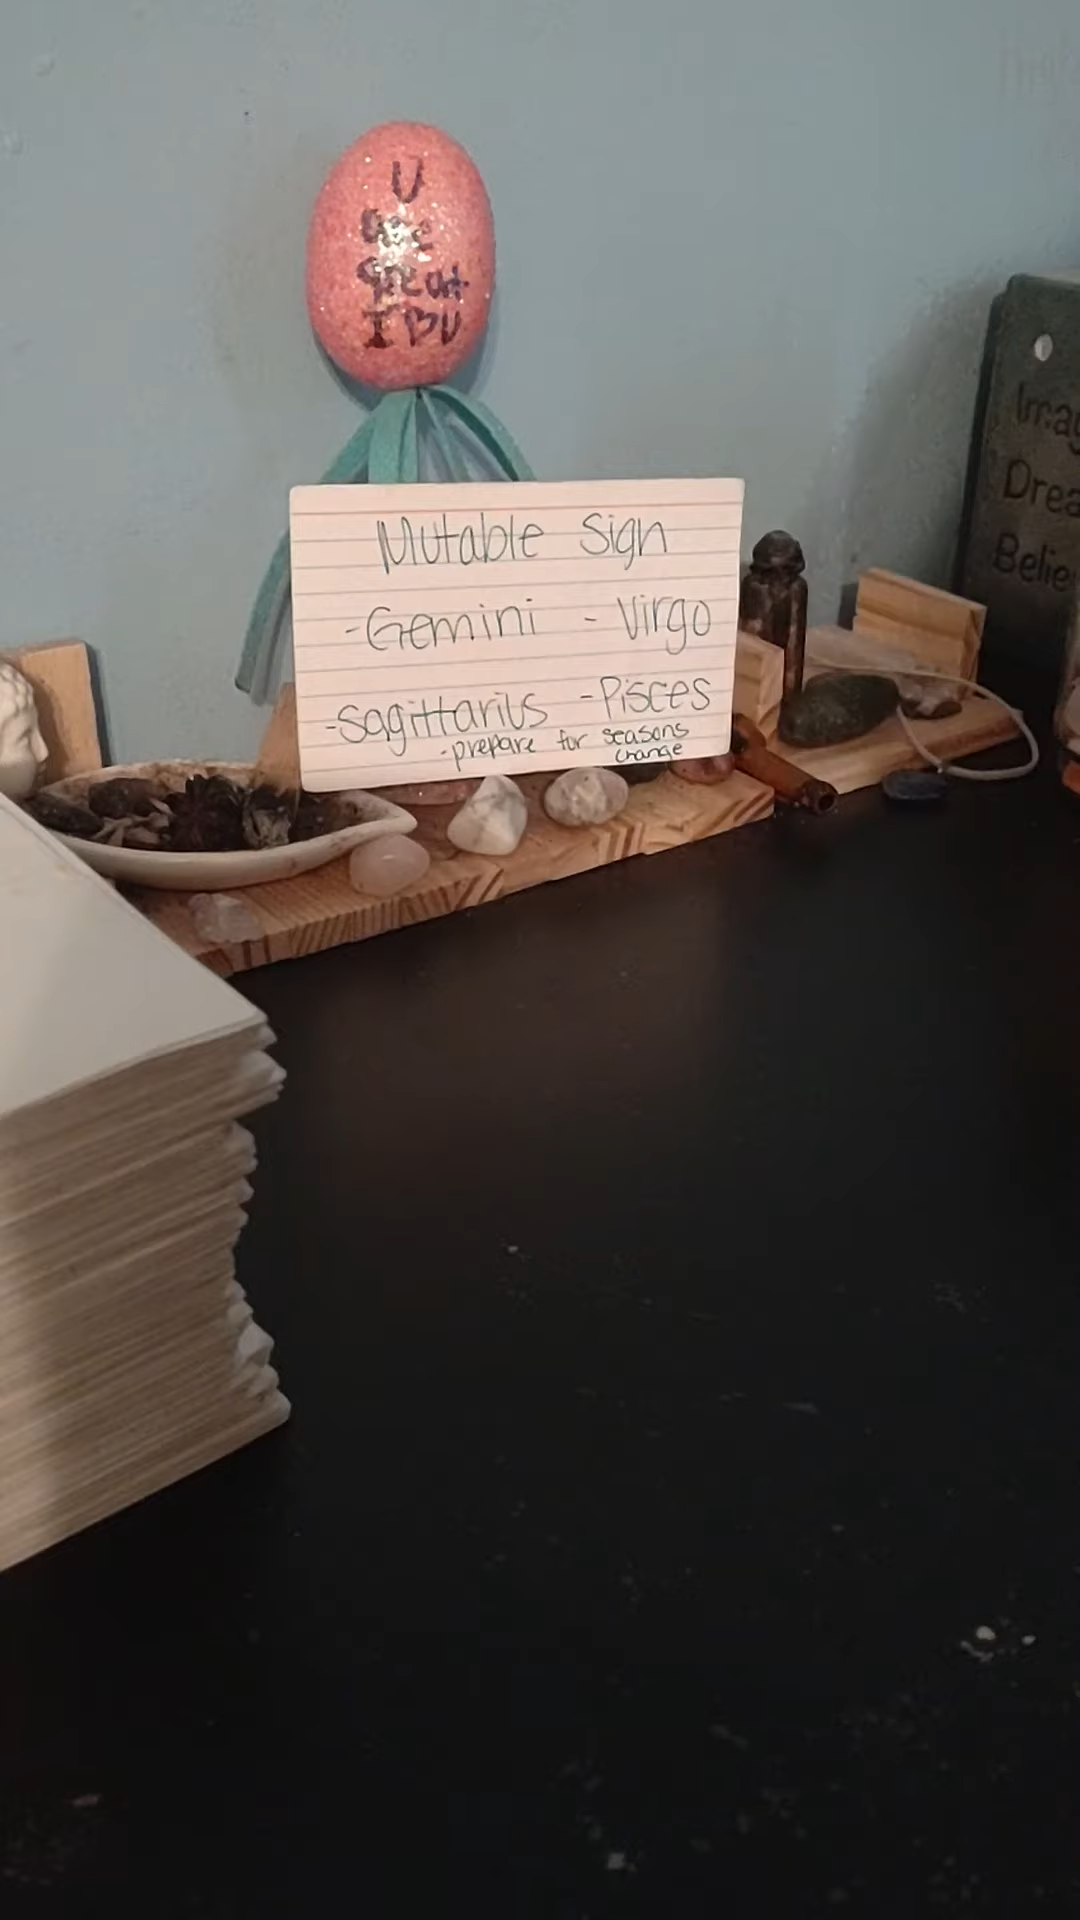 U
are
great
I ♡ U
Mutable Sign
-Gemini - Virgo
-Sagittarius -Pisces
-prepare for seasons
change
Imag
Drea
Belie